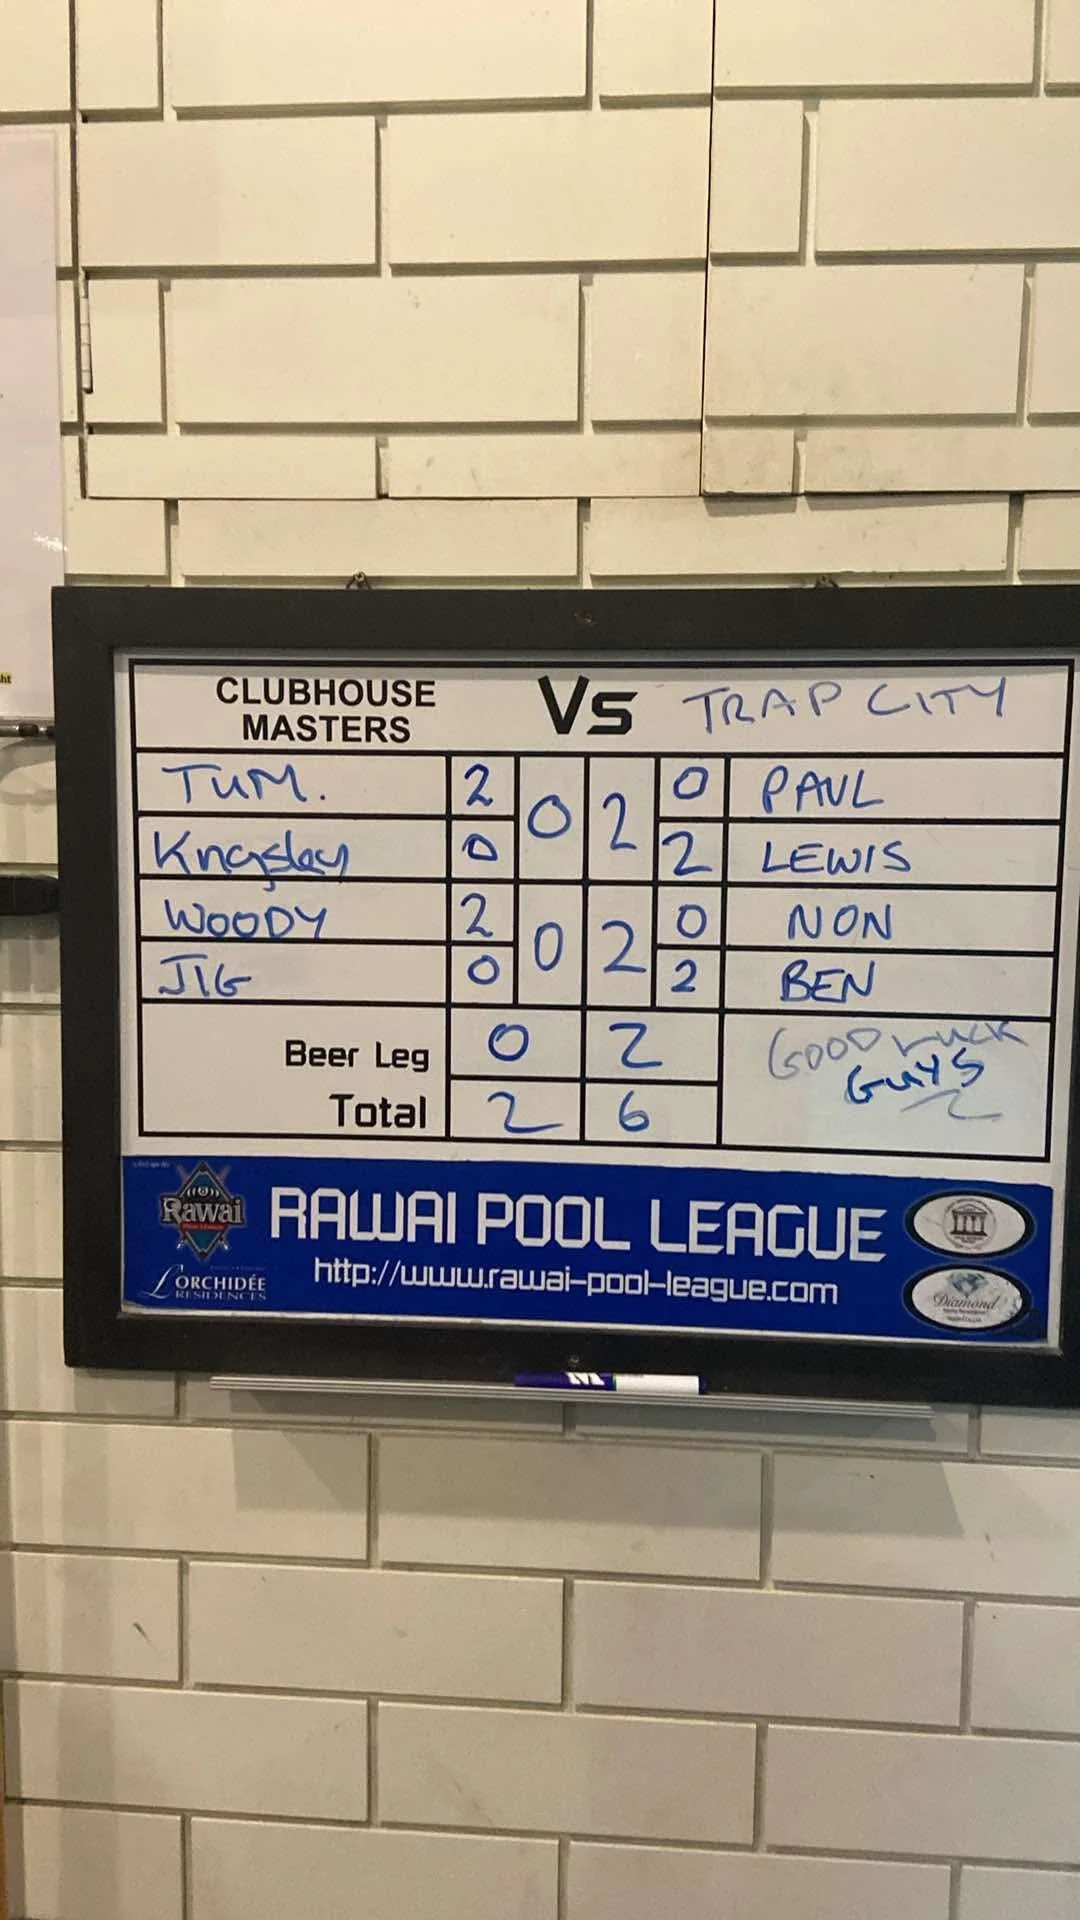 ht
CLUBHOUSE MASTERS Vs TRAP CITY
TUM. 2 0 2 0 PAUL
Kngsley 0 2 LEWIS
WOODY 2 0 2 0 NON
JIG 0 2 BEN
Beer Leg 0 2 GOOD LUCK
GUYS
Total 2 6
Rawai
RAWAI POOL LEAGUE
http://www.rawai-pool-league.com
L'ORCHIDÉE
RESIDENCES
Diamond